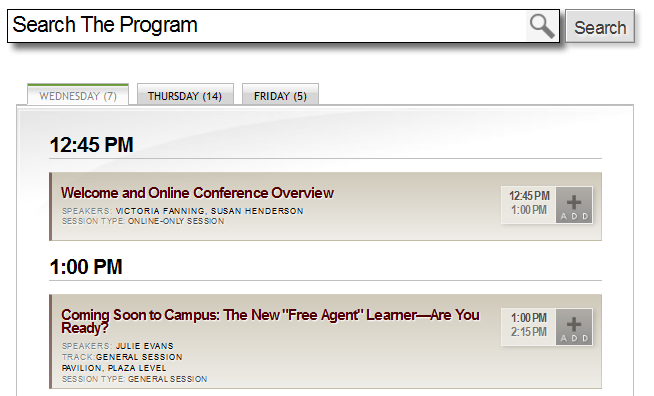 Search The Program
Search
WEDNESDAY (7)
THURSDAY (14)
FRIDAY (5)
12:45 PM
Welcome and Online Conference Overview
SPEAKERS: VICTORIA FANNING, SUSAN HENDERSON
SESSION TYPE: ONLINE-ONLY SESSION
12:45 PM
1:00 PM
ADD
1:00 PM
Coming Soon to Campus: The New "Free Agent" Learner—Are You
Ready?
SPEAKERS: JULIE EVANS
TRACK:GENERAL SESSION
PAVILION, PLAZA LEVEL
SESSION TYPE: GENERAL SESSION
1:00 PM
2:15 PM
ADD